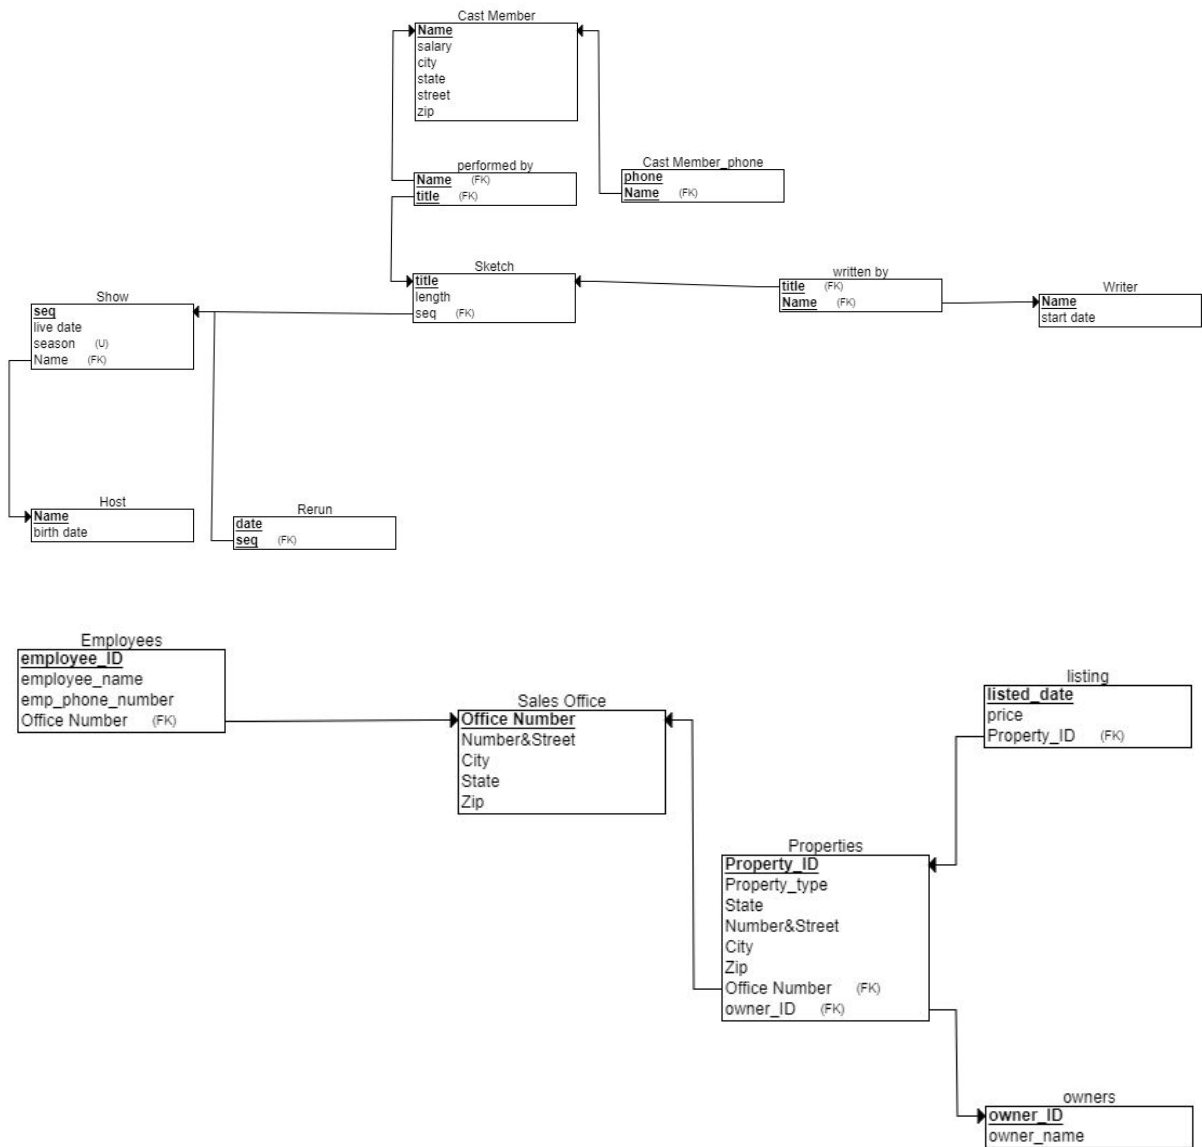 Cast Member
Name
salary
city
state
street
zip
performed by
Name (FK)
title (FK)
Cast Member_phone
phone
Name (FK)
Sketch
title
length
seq (FK)
written by
title (FK)
Name (FK)
Writer
Name
start date
Show
seq
live date
season (U)
Name (FK)
Host
Name
birth date
Rerun
date
seq (FK)
Employees
employee_ID
employee_name
emp_phone_number
Office Number (FK)
Sales Office
Office Number
Number&Street
City
State
Zip
listing
listed_date
price
Property_ID (FK)
Properties
Property_ID
Property_type
State
Number&Street
City
Zip
Office Number (FK)
owner_ID (FK)
owners
owner_ID
owner_name